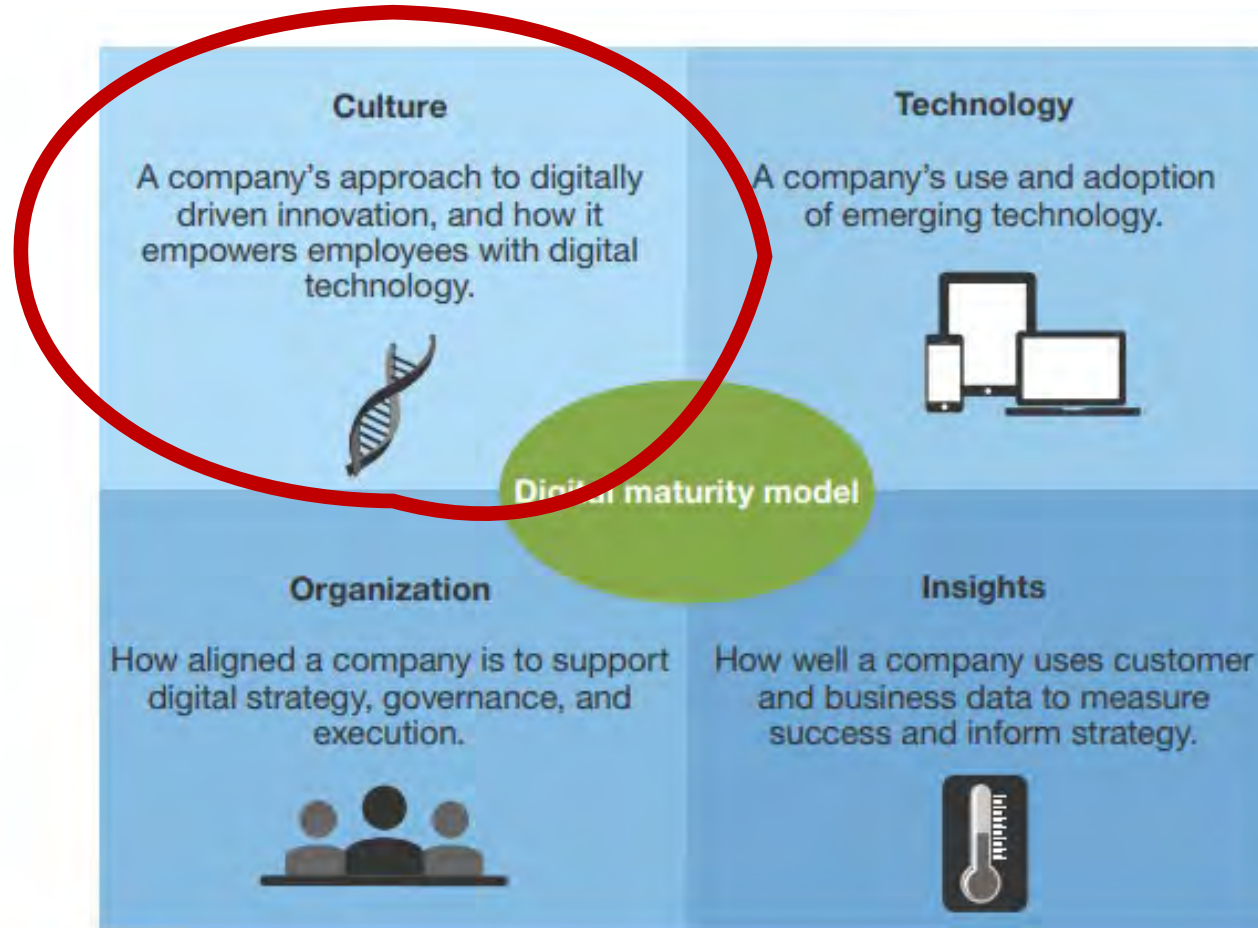 Culture
A company's approach to digitally
driven innovation, and how it
empowers employees with digital
technology.
Technology
A company's use and adoption
of emerging technology.
Digital maturity model
Organization
How aligned a company is to support
digital strategy, governance, and
execution.
Insights
How well a company uses customer
and business data to measure
success and inform strategy.